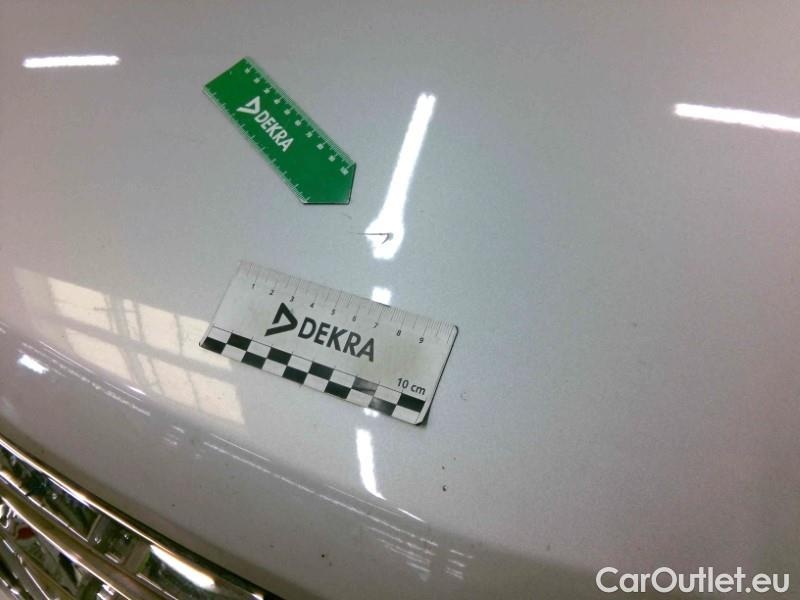 DEKRA
1 2 3 4 5 6 7 8 9
DEKRA
10 cm
CarOutlet.eu